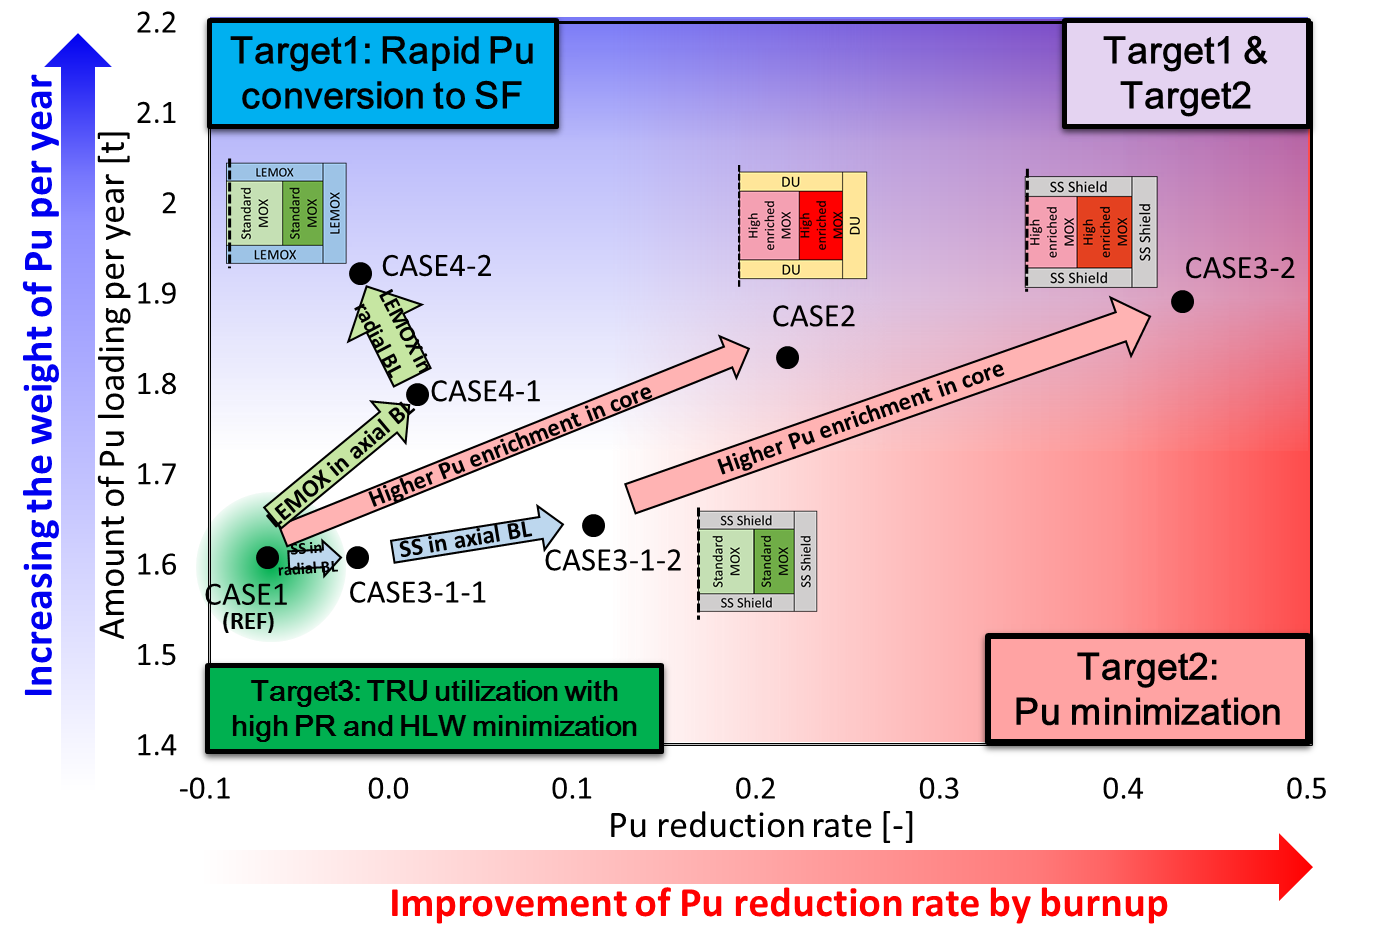 Increasing the weight of Pu per year
Amount of Pu loading per year [t]
2.2
2.1
2
1.9
1.8
1.7
1.6
1.5
1.4
Target1: Rapid Pu
conversion to SF
Target1 &
Target2
LEMOX
Standard
MOX
Standard
MOX
LEMOX
LEMOX
DU
High
enriched
MOX
High
enriched
MOX
DU
DU
SS Shield
High
enriched
MOX
High
enriched
MOX
SS Shield
SS Shield
CASE4-2
CASE3-2
CASE2
LEMOX in
radial BL
CASE4-1
LEMOX in axial BL
Higher Pu enrichment in core
Higher Pu enrichment in core
SS in
radial BL
SS in axial BL
CASE1
(REF)
CASE3-1-1
CASE3-1-2
SS Shield
Standard
MOX
Standard
MOX
SS Shield
SS Shield
Target3: TRU utilization with
high PR and HLW minimization
Target2:
Pu minimization
-0.1
0.0
0.1
0.2
0.3
0.4
0.5
Pu reduction rate [-]
Improvement of Pu reduction rate by burnup